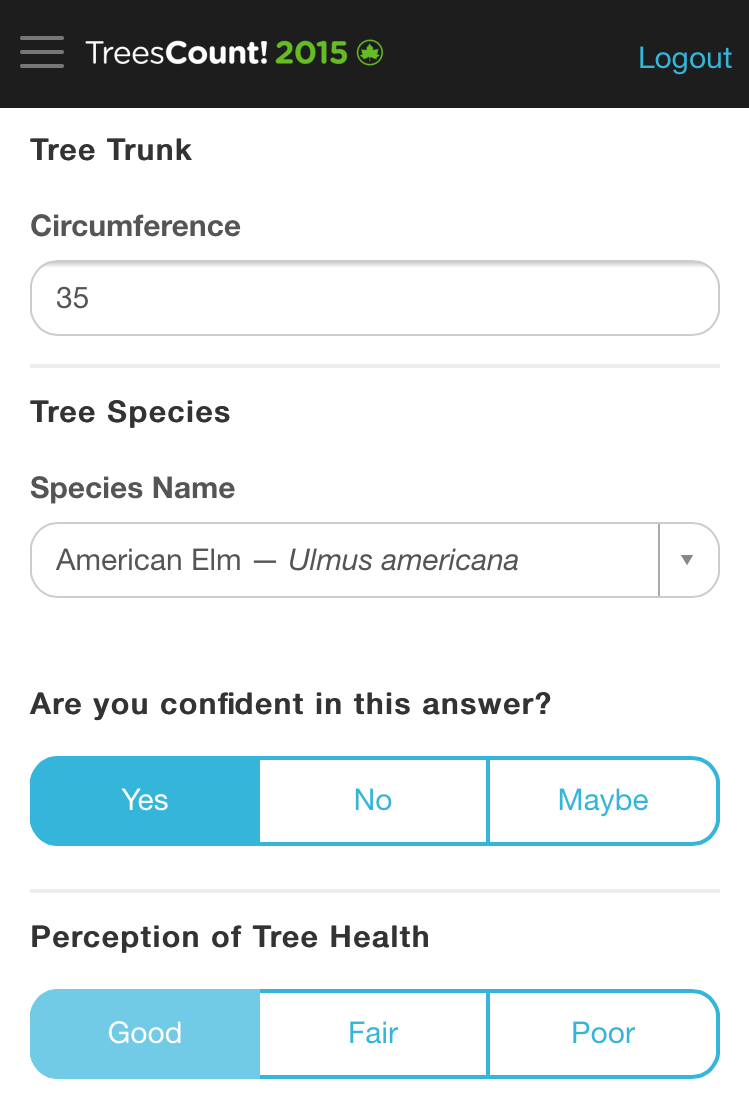 TreesCount! 2015
Logout
Tree Trunk
Circumference
35
Tree Species
Species Name
American Elm — Ulmus americana
Are you confident in this answer?
Yes No Maybe
Perception of Tree Health
Good Fair Poor